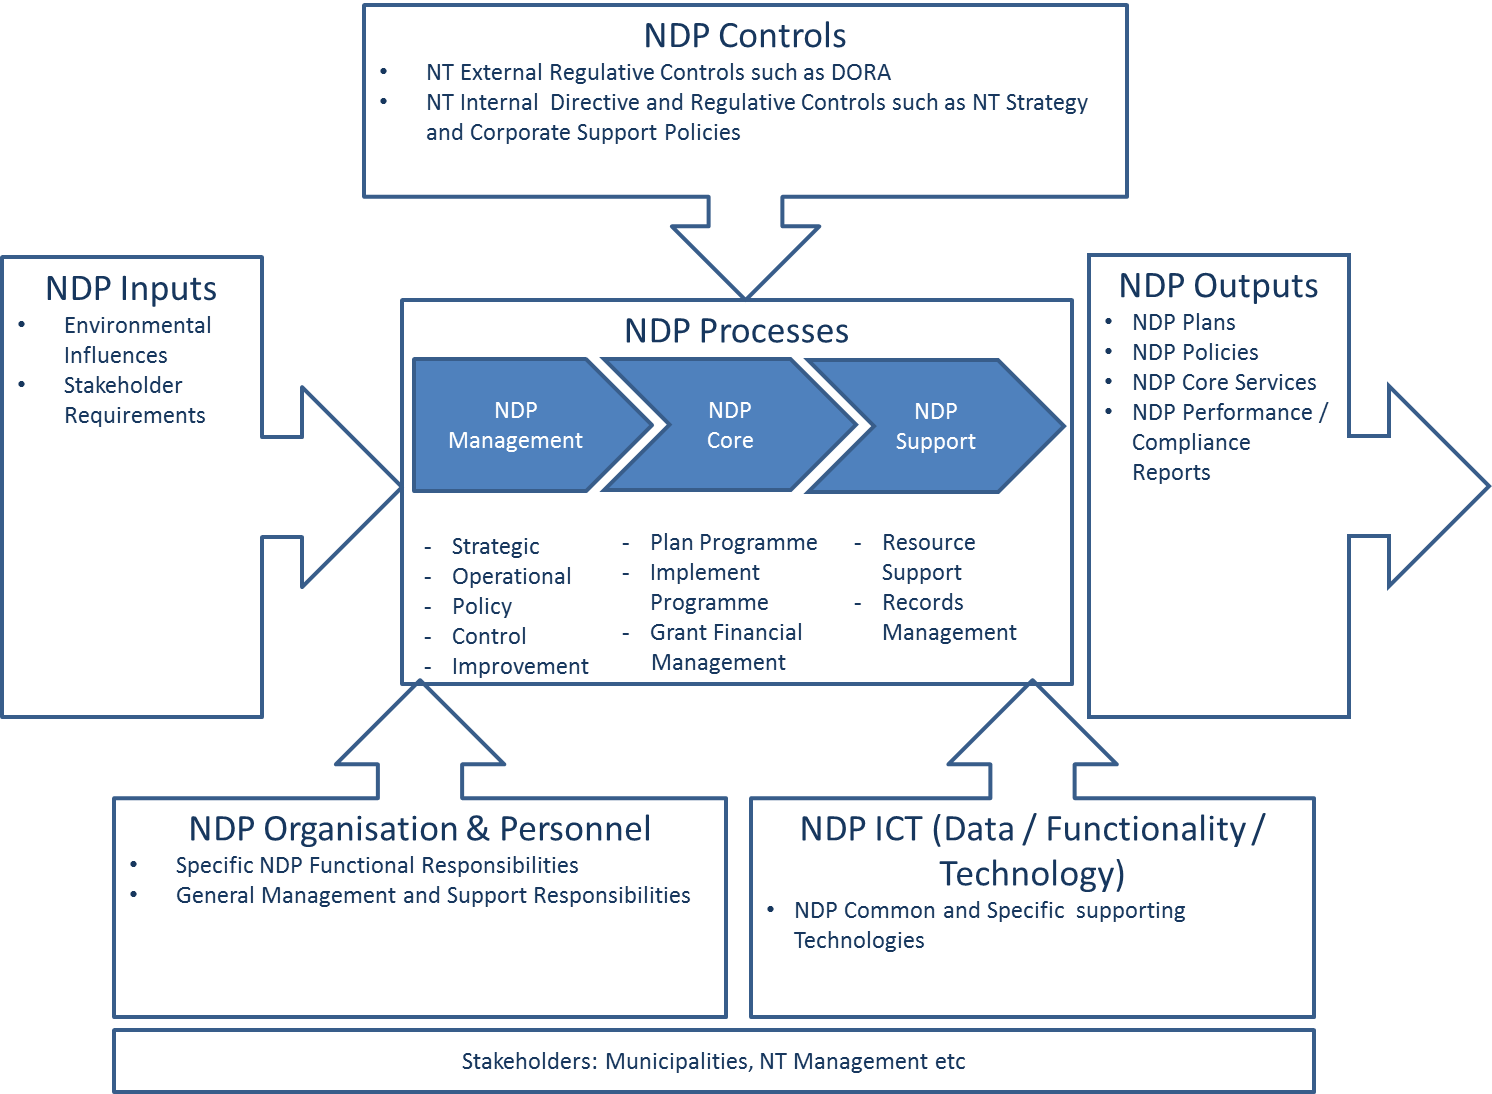 NDP Controls
• NT External Regulative Controls such as DORA
• NT Internal Directive and Regulative Controls such as NT Strategy
and Corporate Support Policies
NDP Inputs
• Environmental
Influences
• Stakeholder
Requirements
NDP Processes
NDP
Management
NDP
Core
NDP
Support
- Strategic
- Operational
- Policy
- Control
- Improvement
- Plan Programme
- Implement
Programme
- Grant Financial
Management
- Resource
Support
- Records
Management
NDP Outputs
• NDP Plans
• NDP Policies
• NDP Core Services
• NDP Performance /
Compliance
Reports
NDP Organisation & Personnel
• Specific NDP Functional Responsibilities
• General Management and Support Responsibilities
NDP ICT (Data / Functionality /
Technology)
• NDP Common and Specific supporting
Technologies
Stakeholders: Municipalities, NT Management etc